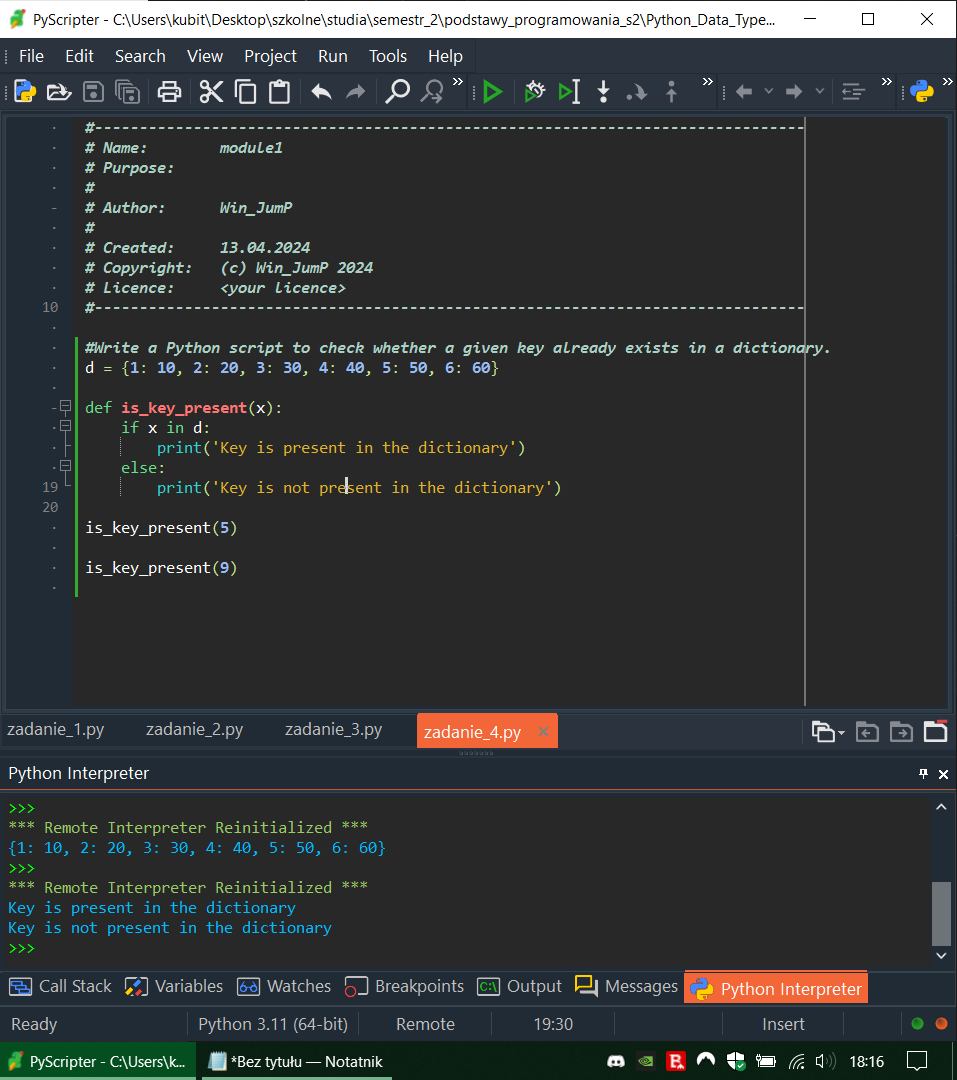 PyScripter - C:\Users\kubit\Desktop\szkolne\studia\semestr_2\podstawy_programowania_s2\Python_Data_Type...
File Edit Search View Project Run Tools Help
#-------------------------------------------------------------------------------
# Name:        module1
# Purpose:
#
# Author:      Win_JumP
#
# Created:     13.04.2024
# Copyright:   (c) Win_JumP 2024
# Licence:     <your licence>
10 #-------------------------------------------------------------------------------
#Write a Python script to check whether a given key already exists in a dictionary.
d = {1: 10, 2: 20, 3: 30, 4: 40, 5: 50, 6: 60}
def is_key_present(x):
    if x in d:
        print('Key is present in the dictionary')
    else:
19         print('Key is not present in the dictionary')
20
is_key_present(5)
is_key_present(9)
zadanie_1.py zadanie_2.py zadanie_3.py zadanie_4.py
Python Interpreter
>>>
*** Remote Interpreter Reinitialized ***
{1: 10, 2: 20, 3: 30, 4: 40, 5: 50, 6: 60}
>>>
*** Remote Interpreter Reinitialized ***
Key is present in the dictionary
Key is not present in the dictionary
>>>
Call Stack Variables Watches Breakpoints C:\ Output Messages Python Interpreter
Ready Python 3.11 (64-bit) Remote 19:30 Insert
PyScripter - C:\Users\k... *Bez tytułu — Notatnik 18:16